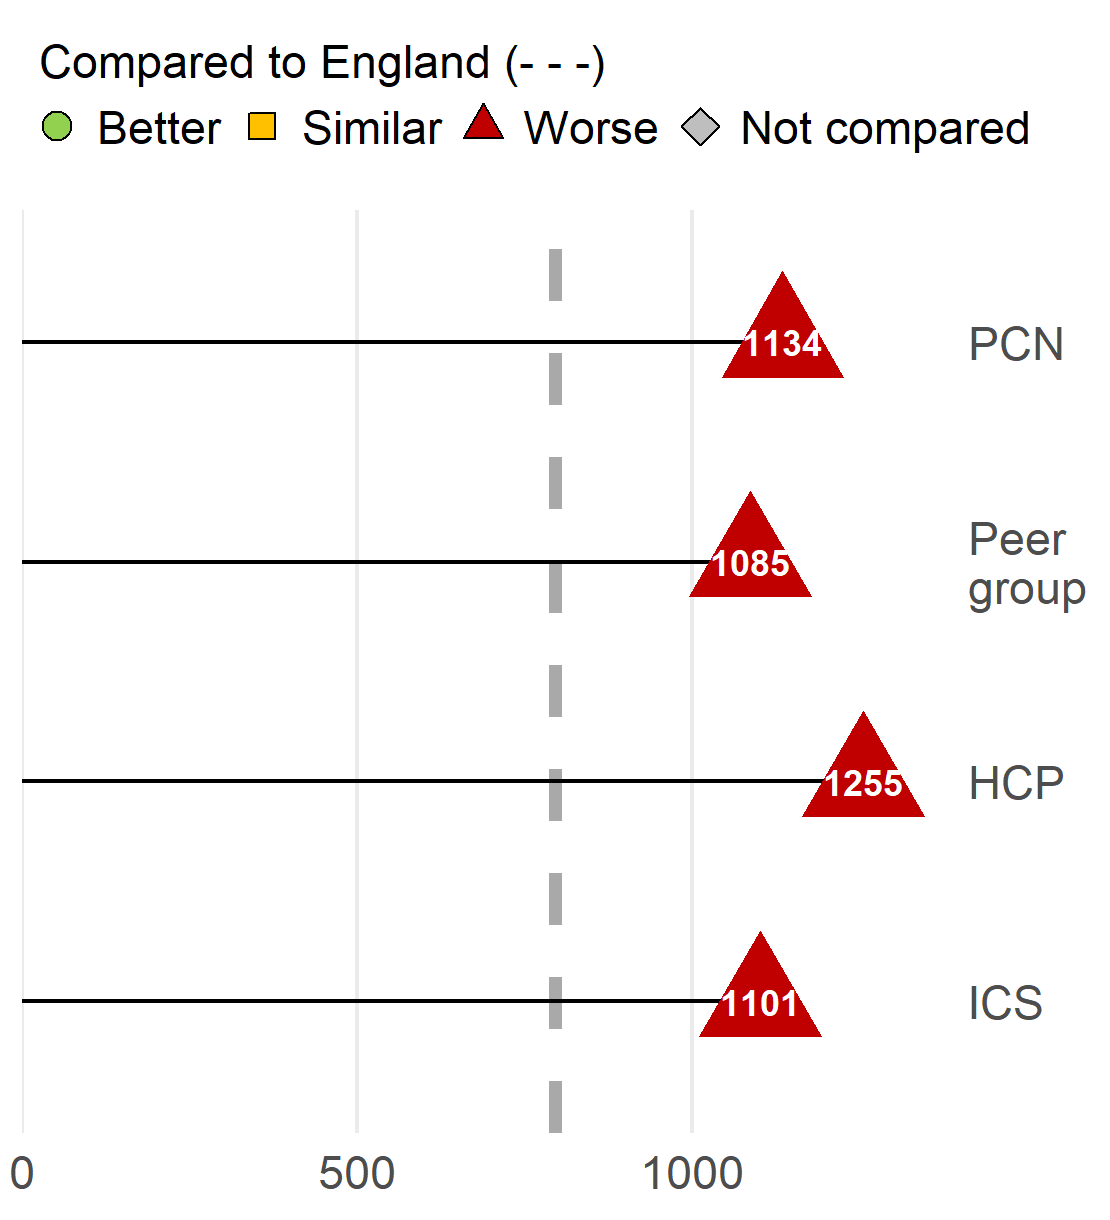 Compared to England (- - -)
Better Similar Worse Not compared
1134 PCN
1085 Peer
group
1255 HCP
1101 ICS
0 500 1000